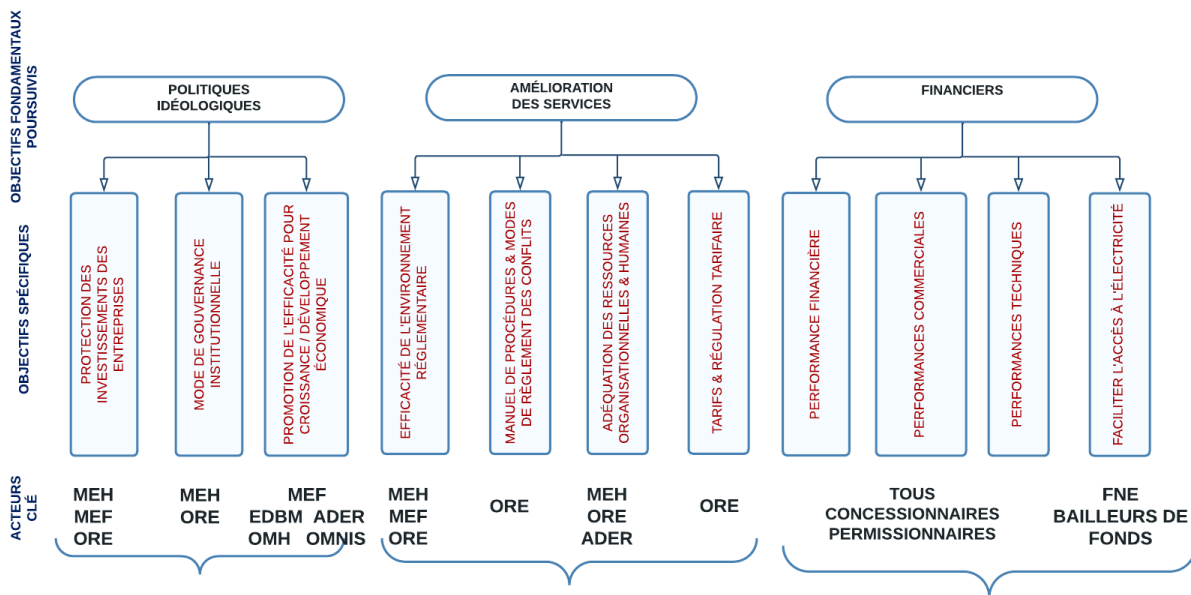 OBJECTIFS FONDAMENTAUX
POURSUIVIS
POLITIQUES
IDÉOLOGIQUES
AMÉLIORATION
DES SERVICES
FINANCIERS
OBJECTIFS SPÉCIFIQUES
PROTECTION DES
INVESTISSEMENTS DES
ENTREPRISES
MODE DE GOUVERNANCE
INSTITUTIONNELLE
PROMOTION DE L'EFFICACITÉ POUR
CROISSANCE / DÉVELOPPEMENT
ÉCONOMIQUE
EFFICACITÉ DE L'ENVIRONNEMENT
RÉGLEMENTAIRE
MANUEL DE PROCÉDURES & MODES
DE RÈGLEMENT DES CONFLITS
ADÉQUATION DES RESSOURCES
ORGANISATIONNELLES & HUMAINES
TARIFS & RÉGULATION TARIFAIRE
PERFORMANCE FINANCIÈRE
PERFORMANCES COMMERCIALES
PERFORMANCES TECHNIQUES
FACILITER L'ACCÈS À L'ÉLECTRICITÉ
ACTEURS
CLÉ
MEH
MEF
ORE
MEH
ORE
MEF
EDBM ADER
OMH OMNIS
MEH
MEF
ORE
ORE
MEH
ORE
ADER
ORE
TOUS
CONCESSIONNAIRES
PERMISSIONNAIRES
FNE
BAILLEURS DE
FONDS